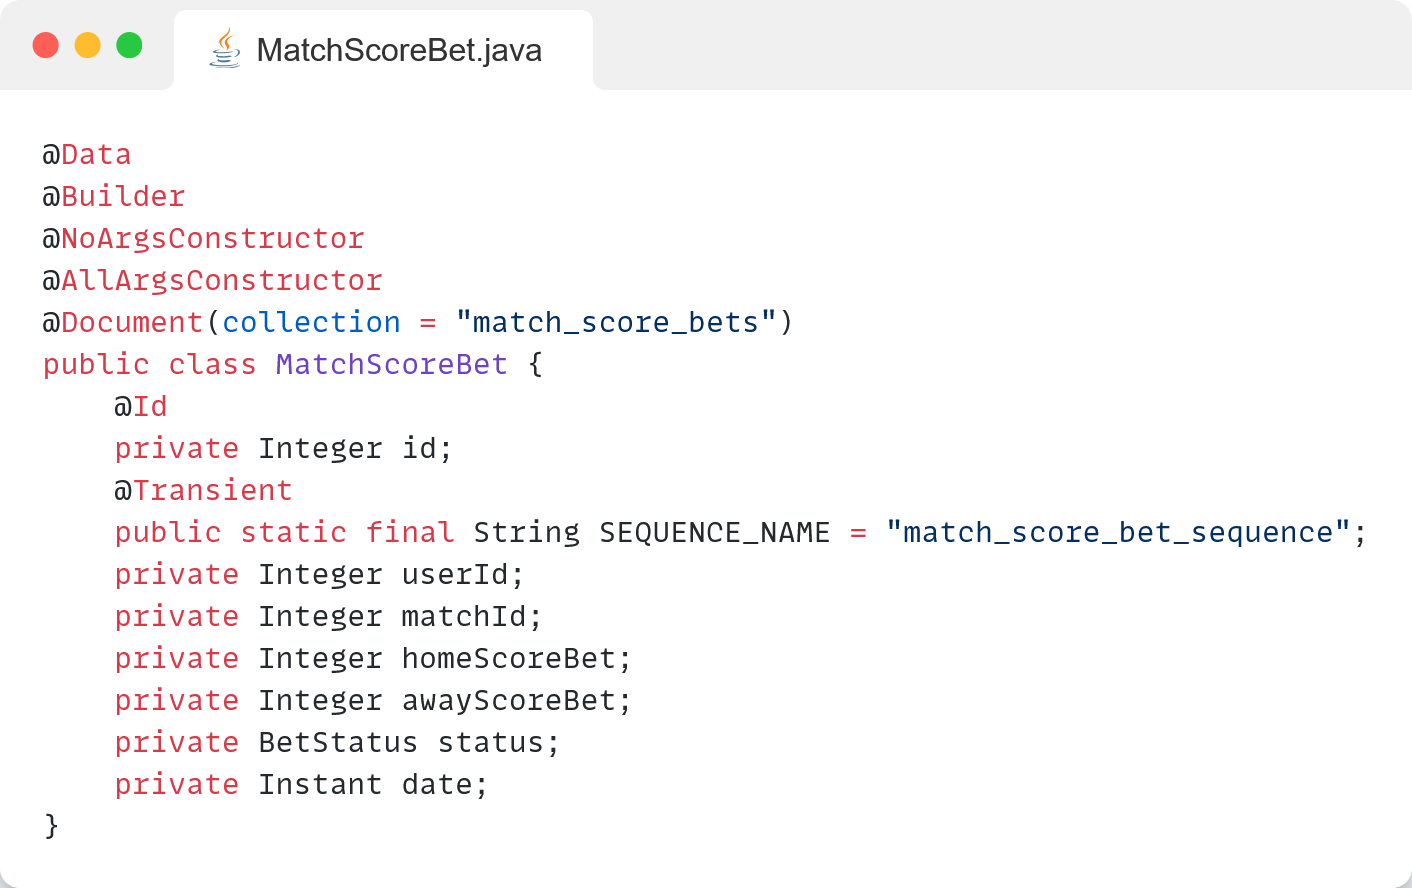 MatchScoreBet.java
@Data
@Builder
@NoArgsConstructor
@AllArgsConstructor
@Document(collection = "match_score_bets")
public class MatchScoreBet {
    @Id
    private Integer id;
    @Transient
    public static final String SEQUENCE_NAME = "match_score_bet_sequence";
    private Integer userId;
    private Integer matchId;
    private Integer homeScoreBet;
    private Integer awayScoreBet;
    private BetStatus status;
    private Instant date;
}